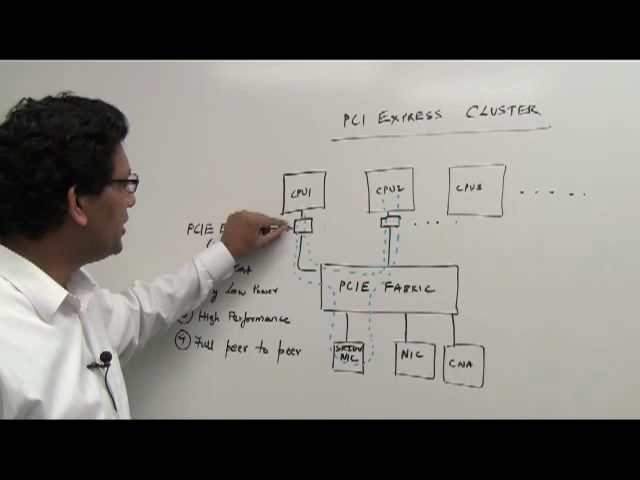 PCI EXPRESS CLUSTER
CPU1
CPU2
CPU3
PCIE
PCIE FABRIC
Low Power
High Performance
④ Full peer to peer
SRIOV
NIC
NIC
CNA